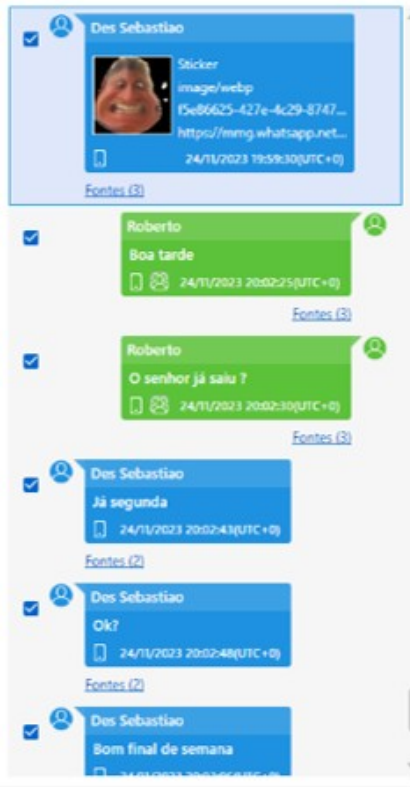 Des Sebastiao
Sticker
image/webp
f5e86625-427e-4c29-8747...
https://mmg.whatsapp.net...
24/11/2023 19:59:30(UTC+0)
Fontes (3)
Roberto
Boa tarde
24/11/2023 20:02:25(UTC+0)
Fontes (3)
Roberto
O senhor já saiu ?
24/11/2023 20:02:30(UTC+0)
Fontes (3)
Des Sebastiao
Já segunda
24/11/2023 20:02:43(UTC+0)
Fontes (2)
Des Sebastiao
Ok?
24/11/2023 20:02:48(UTC+0)
Fontes (2)
Des Sebastiao
Bom final de semana